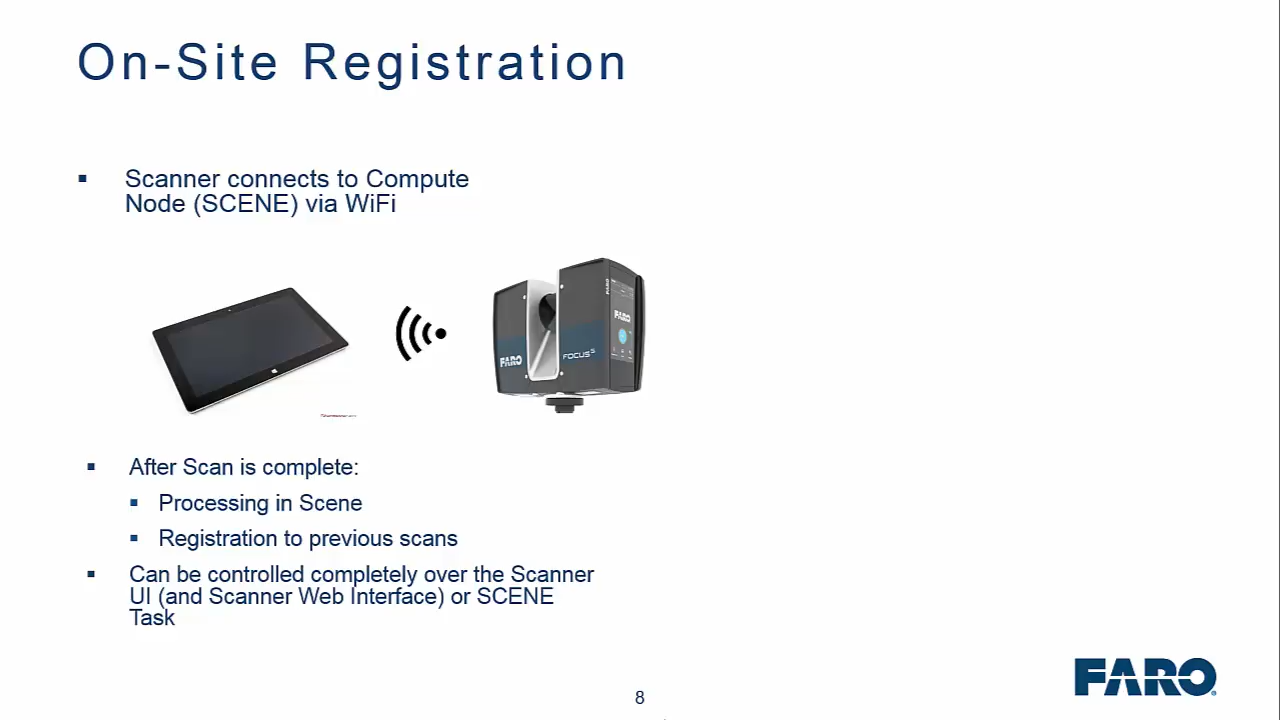 On-Site Registration
▪ Scanner connects to Compute
Node (SCENE) via WiFi
FARO
FARO
FARO
FOCUS S
▪ After Scan is complete:
▪ Processing in Scene
▪ Registration to previous scans
▪ Can be controlled completely over the Scanner
UI (and Scanner Web Interface) or SCENE
Task
FARO
8